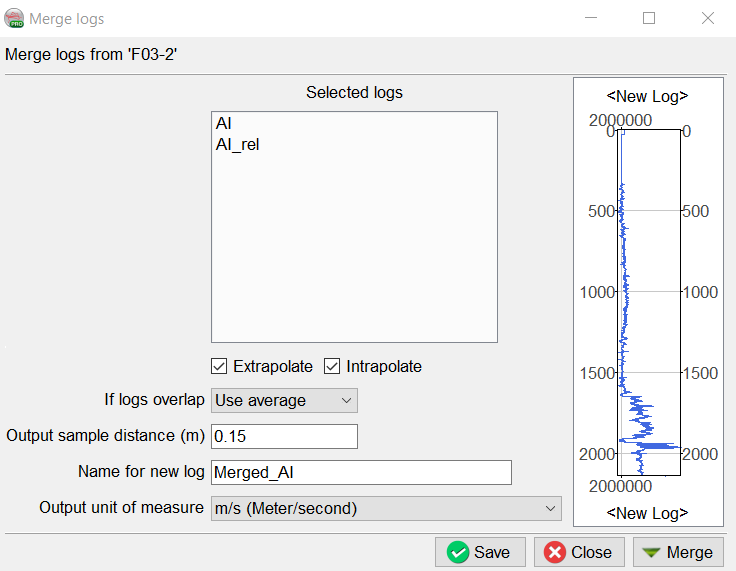 PRO
Merge logs
Merge logs from 'F03-2'
Selected logs
AI
AI_rel
Extrapolate
Intrapolate
If logs overlap
Use average
Output sample distance (m)
0.15
Name for new log
Merged_AI
Output unit of measure
m/s (Meter/second)
<New Log>
2000000
0
0
500
500
1000
1000
1500
1500
2000
2000
2000000
<New Log>
Save
Close
Merge